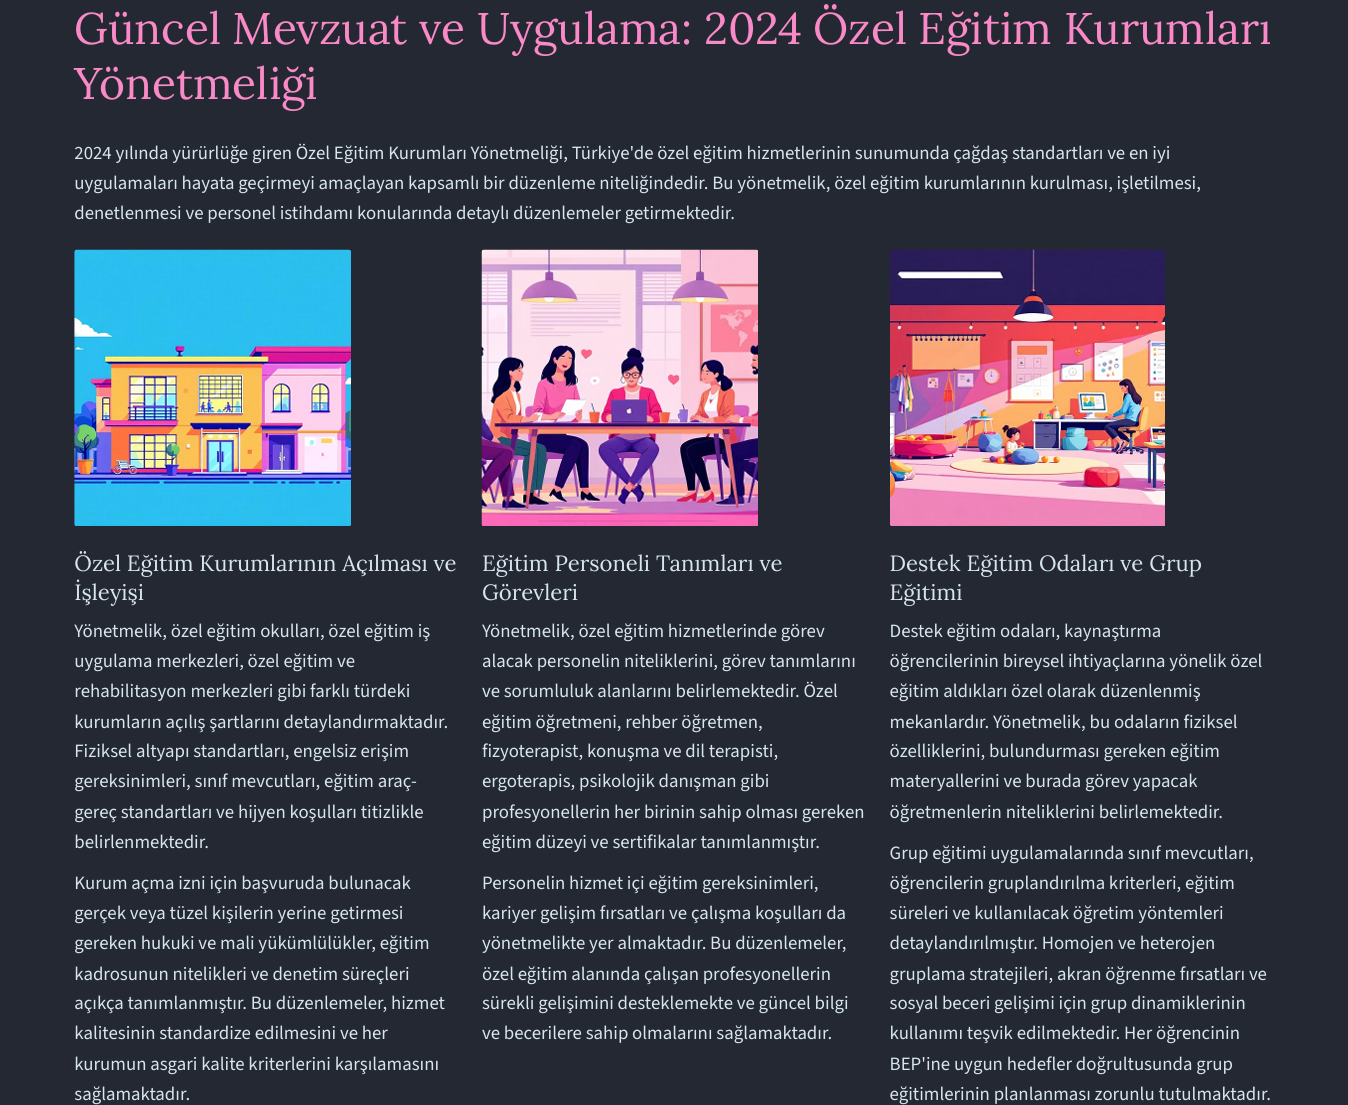 Güncel Mevzuat ve Uygulama: 2024 Özel Eğitim Kurumları
Yönetmeliği
2024 yılında yürürlüğe giren Özel Eğitim Kurumları Yönetmeliği, Türkiye'de özel eğitim hizmetlerinin sunumunda çağdaş standartları ve en iyi
uygulamaları hayata geçirmeyi amaçlayan kapsamlı bir düzenleme niteliğindedir. Bu yönetmelik, özel eğitim kurumlarının kurulması, işletilmesi,
denetlenmesi ve personel istihdamı konularında detaylı düzenlemeler getirmektedir.
Özel Eğitim Kurumlarının Açılması ve
İşleyişi
Yönetmelik, özel eğitim okulları, özel eğitim iş
uygulama merkezleri, özel eğitim ve
rehabilitasyon merkezleri gibi farklı türdeki
kurumların açılış şartlarını detaylandırmaktadır.
Fiziksel altyapı standartları, engelsiz erişim
gereksinimleri, sınıf mevcutları, eğitim araç-
gereç standartları ve hijyen koşulları titizlikle
belirlenmektedir.
Kurum açma izni için başvuruda bulunacak
gerçek veya tüzel kişilerin yerine getirmesi
gereken hukuki ve mali yükümlülükler, eğitim
kadrosunun nitelikleri ve denetim süreçleri
açıkça tanımlanmıştır. Bu düzenlemeler, hizmet
kalitesinin standardize edilmesini ve her
kurumun asgari kalite kriterlerini karşılamasını
sağlamaktadır.
Eğitim Personeli Tanımları ve
Görevleri
Yönetmelik, özel eğitim hizmetlerinde görev
alacak personelin niteliklerini, görev tanımlarını
ve sorumluluk alanlarını belirlemektedir. Özel
eğitim öğretmeni, rehber öğretmen,
fizyoterapist, konuşma ve dil terapisti,
ergoterapis, psikolojik danışman gibi
profesyonellerin her birinin sahip olması gereken
eğitim düzeyi ve sertifikalar tanımlanmıştır.
Personelin hizmet içi eğitim gereksinimleri,
kariyer gelişim fırsatları ve çalışma koşulları da
yönetmelikte yer almaktadır. Bu düzenlemeler,
özel eğitim alanında çalışan profesyonellerin
sürekli gelişimini desteklemekte ve güncel bilgi
ve becerilere sahip olmalarını sağlamaktadır.
Destek Eğitim Odaları ve Grup
Eğitimi
Destek eğitim odaları, kaynaştırma
öğrencilerinin bireysel ihtiyaçlarına yönelik özel
eğitim aldıkları özel olarak düzenlenmiş
mekanlardır. Yönetmelik, bu odaların fiziksel
özelliklerini, bulundurması gereken eğitim
materyallerini ve burada görev yapacak
öğretmenlerin niteliklerini belirlemektedir.
Grup eğitimi uygulamalarında sınıf mevcutları,
öğrencilerin gruplandırılma kriterleri, eğitim
süreleri ve kullanılacak öğretim yöntemleri
detaylandırılmıştır. Homojen ve heterojen
gruplama stratejileri, akran öğrenme fırsatları ve
sosyal beceri gelişimi için grup dinamiklerinin
kullanımı teşvik edilmektedir. Her öğrencinin
BEP'ine uygun hedefler doğrultusunda grup
eğitimlerinin planlanması zorunlu tutulmaktadır.